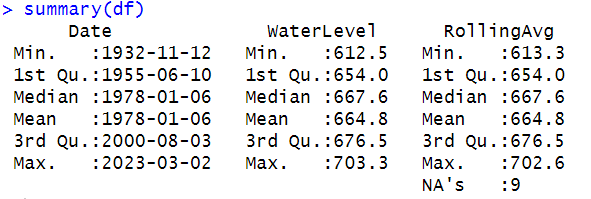 > summary(df)
Date WaterLevel RollingAvg
Min. :1932-11-12 Min. :612.5 Min. :613.3
1st Qu.:1955-06-10 1st Qu.:654.0 1st Qu.:654.0
Median :1978-01-06 Median :667.6 Median :667.6
Mean :1978-01-06 Mean :664.8 Mean :664.8
3rd Qu.:2000-08-03 3rd Qu.:676.5 3rd Qu.:676.5
Max. :2023-03-02 Max. :703.3 Max. :702.6
NA's :9